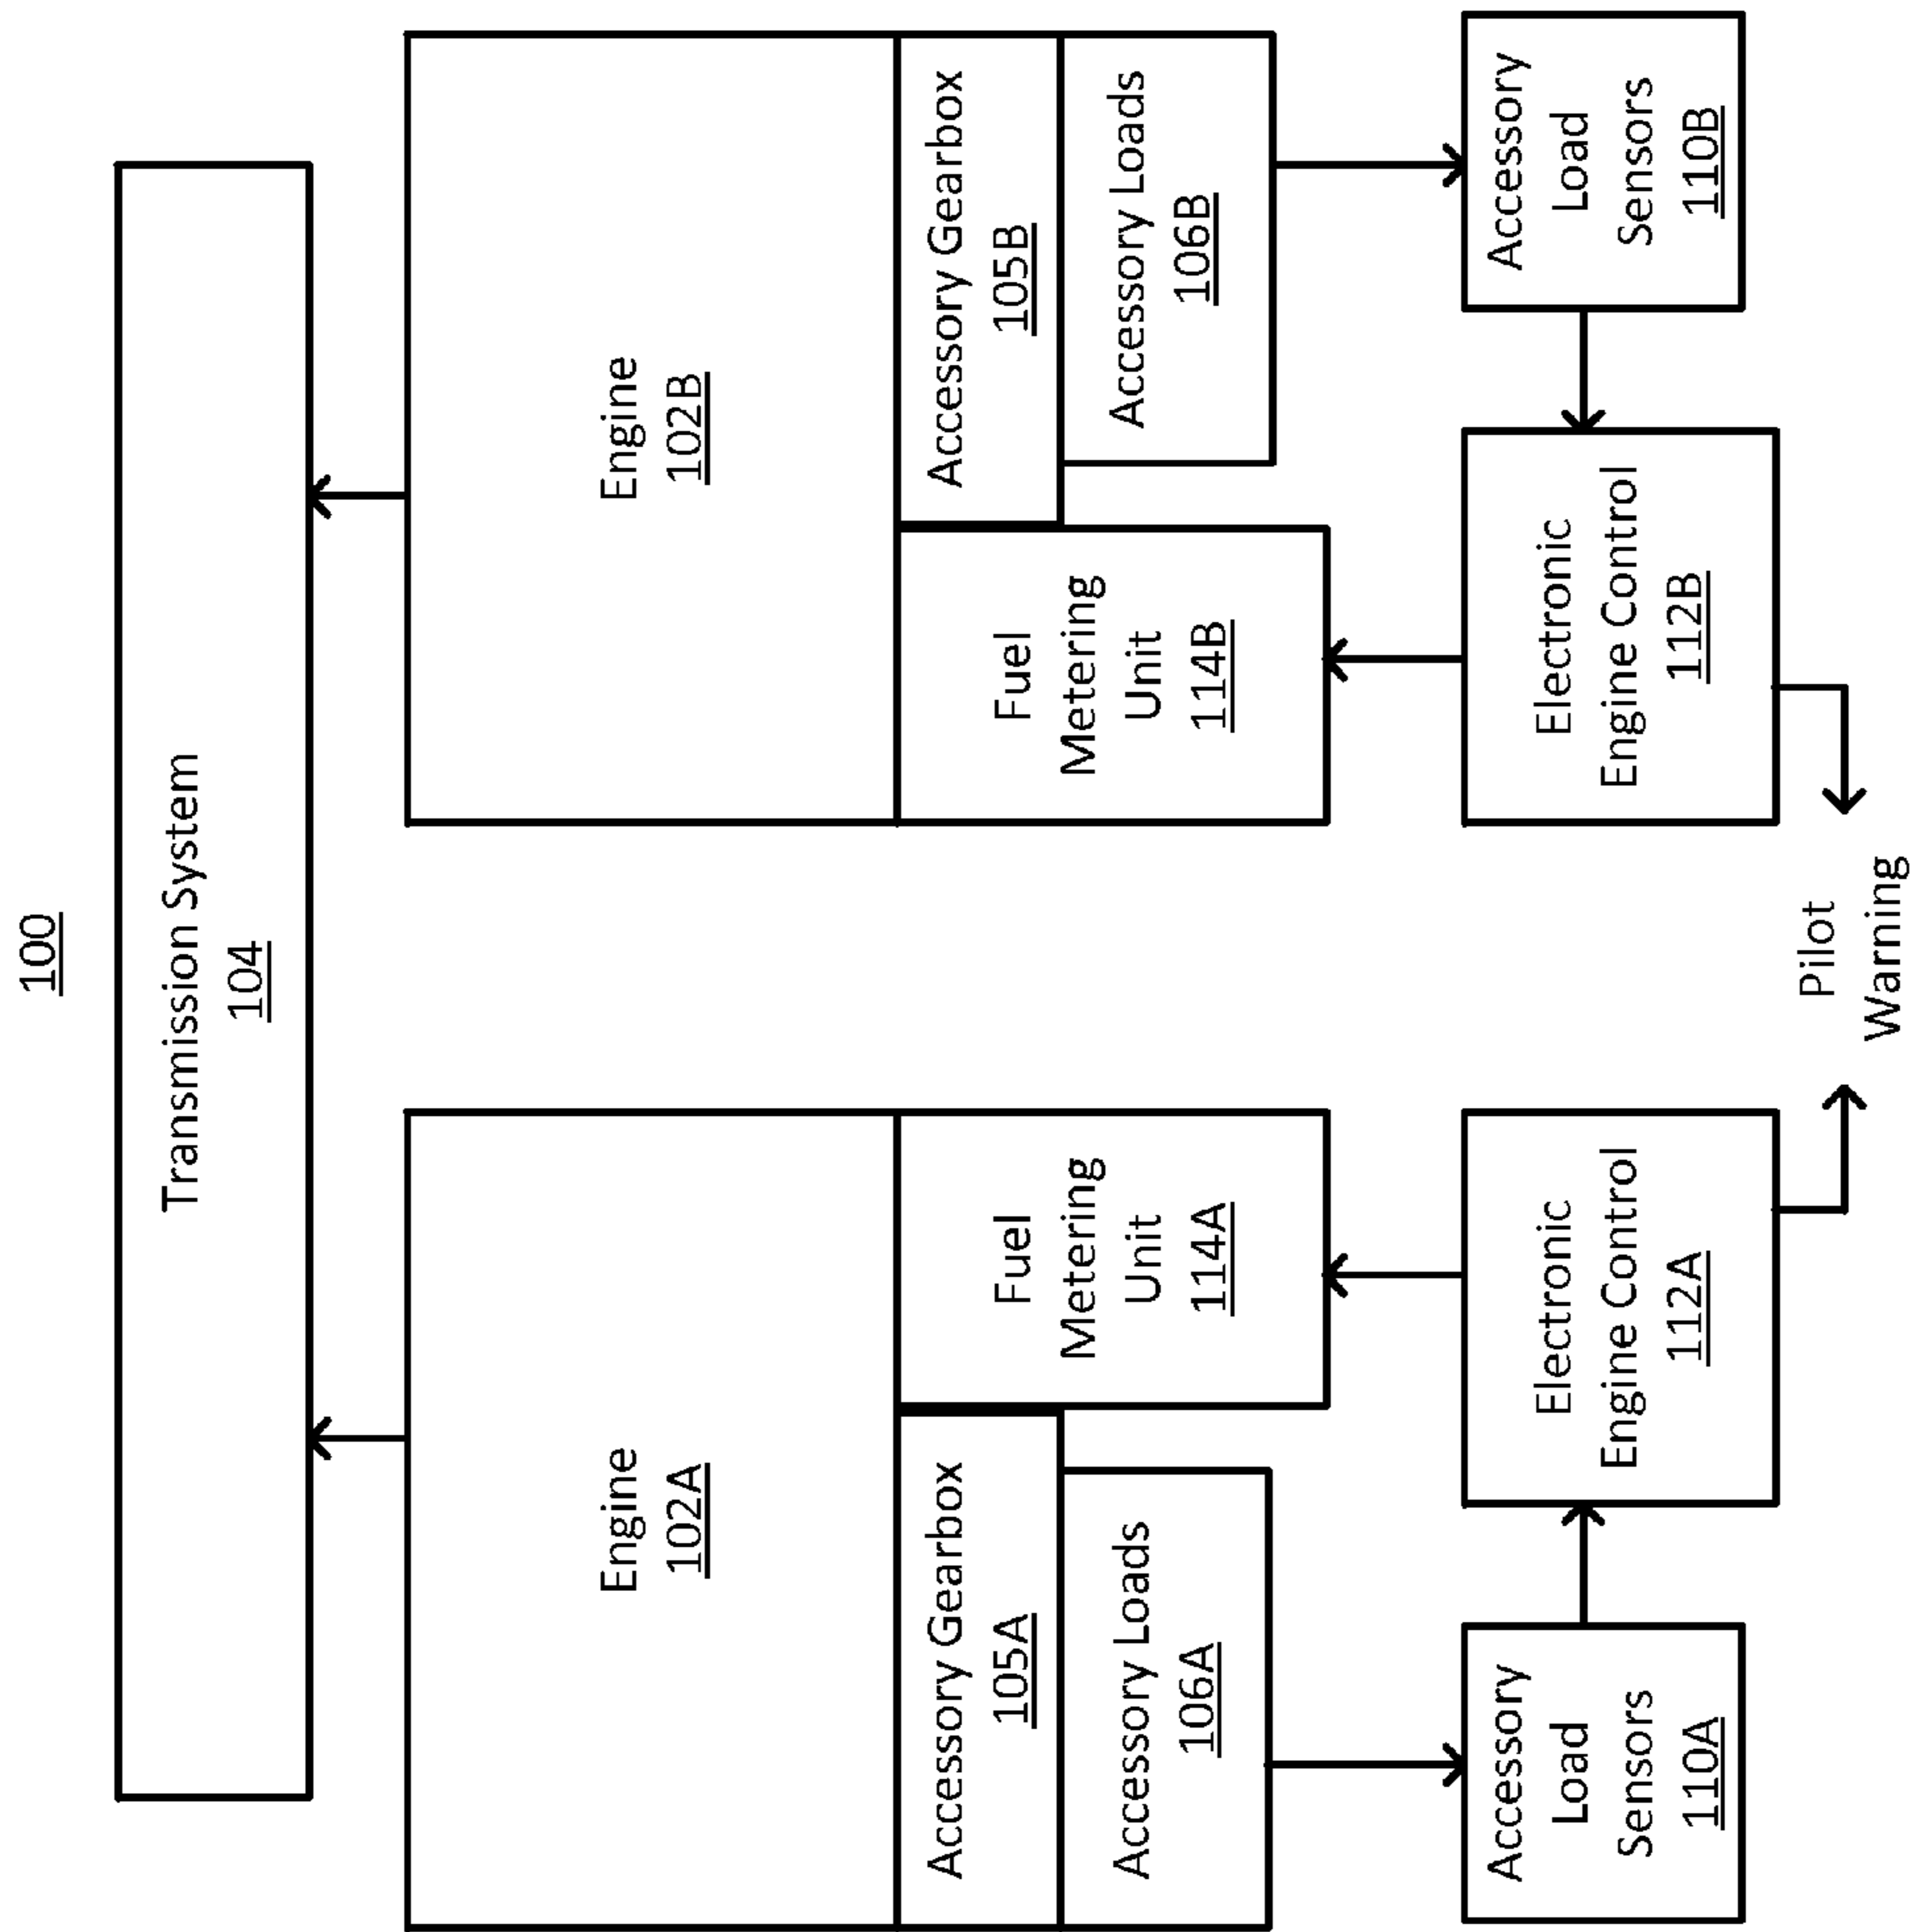 100
Transmission System
104
Engine
102A
Accessory Gearbox
105A
Accessory Loads
106A
Fuel
Metering
Unit
114A
Accessory
Load
Sensors
110A
Electronic
Engine Control
112A
Engine
102B
Fuel
Metering
Unit
114B
Accessory Gearbox
105B
Accessory Loads
106B
Electronic
Engine Control
112B
Accessory
Load
Sensors
110B
Pilot
Warning